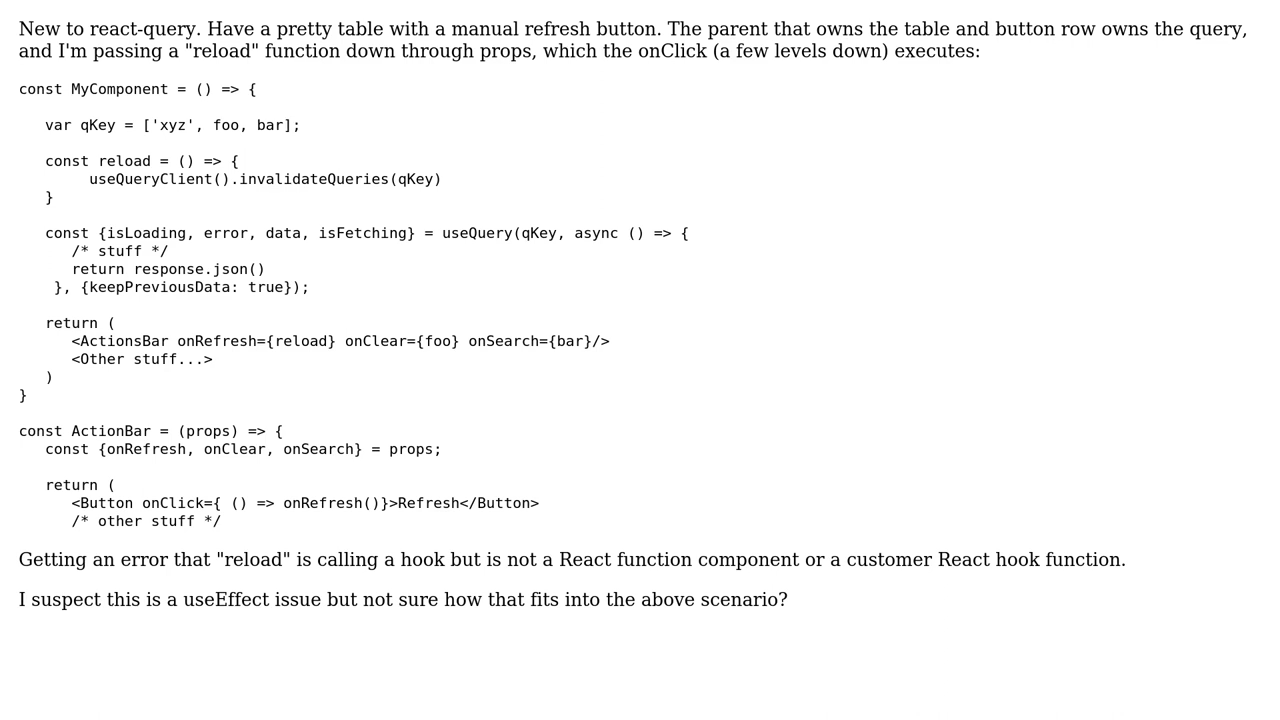 New to react-query. Have a pretty table with a manual refresh button. The parent that owns the table and button row owns the query,
and I'm passing a "reload" function down through props, which the onClick (a few levels down) executes:
const MyComponent = () => {
   var qKey = ['xyz', foo, bar];
   const reload = () => {
        useQueryClient().invalidateQueries(qKey)
   }
   const {isLoading, error, data, isFetching} = useQuery(qKey, async () => {
      /* stuff */
      return response.json()
    }, {keepPreviousData: true});
   return (
      <ActionsBar onRefresh={reload} onClear={foo} onSearch={bar}/>
      <Other stuff...>
   )
}
const ActionBar = (props) => {
   const {onRefresh, onClear, onSearch} = props;
   return (
      <Button onClick={ () => onRefresh()}>Refresh</Button>
      /* other stuff */
Getting an error that "reload" is calling a hook but is not a React function component or a customer React hook function.
I suspect this is a useEffect issue but not sure how that fits into the above scenario?